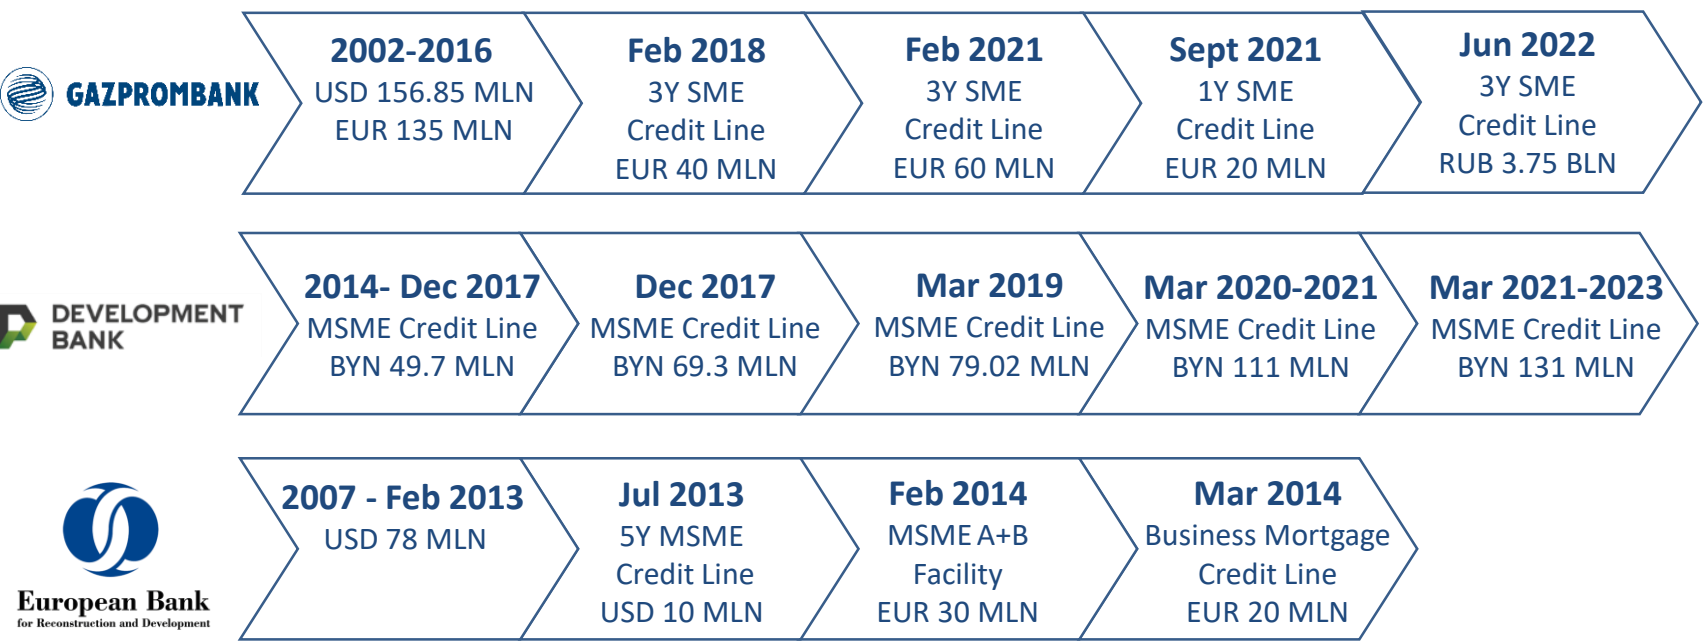 GAZPROMBANK
2002-2016
USD 156.85 MLN
EUR 135 MLN
Feb 2018
3Y SME
Credit Line
EUR 40 MLN
Feb 2021
3Y SME
Credit Line
EUR 60 MLN
Sept 2021
1Y SME
Credit Line
EUR 20 MLN
Jun 2022
3Y SME
Credit Line
RUB 3.75 BLN
DEVELOPMENT
BANK
2014- Dec 2017
MSME Credit Line
BYN 49.7 MLN
Dec 2017
MSME Credit Line
BYN 69.3 MLN
Mar 2019
MSME Credit Line
BYN 79.02 MLN
Mar 2020-2021
MSME Credit Line
BYN 111 MLN
Mar 2021-2023
MSME Credit Line
BYN 131 MLN
European Bank
for Reconstruction and Development
2007 - Feb 2013
USD 78 MLN
Jul 2013
5Y MSME
Credit Line
USD 10 MLN
Feb 2014
MSME A+B
Facility
EUR 30 MLN
Mar 2014
Business Mortgage
Credit Line
EUR 20 MLN